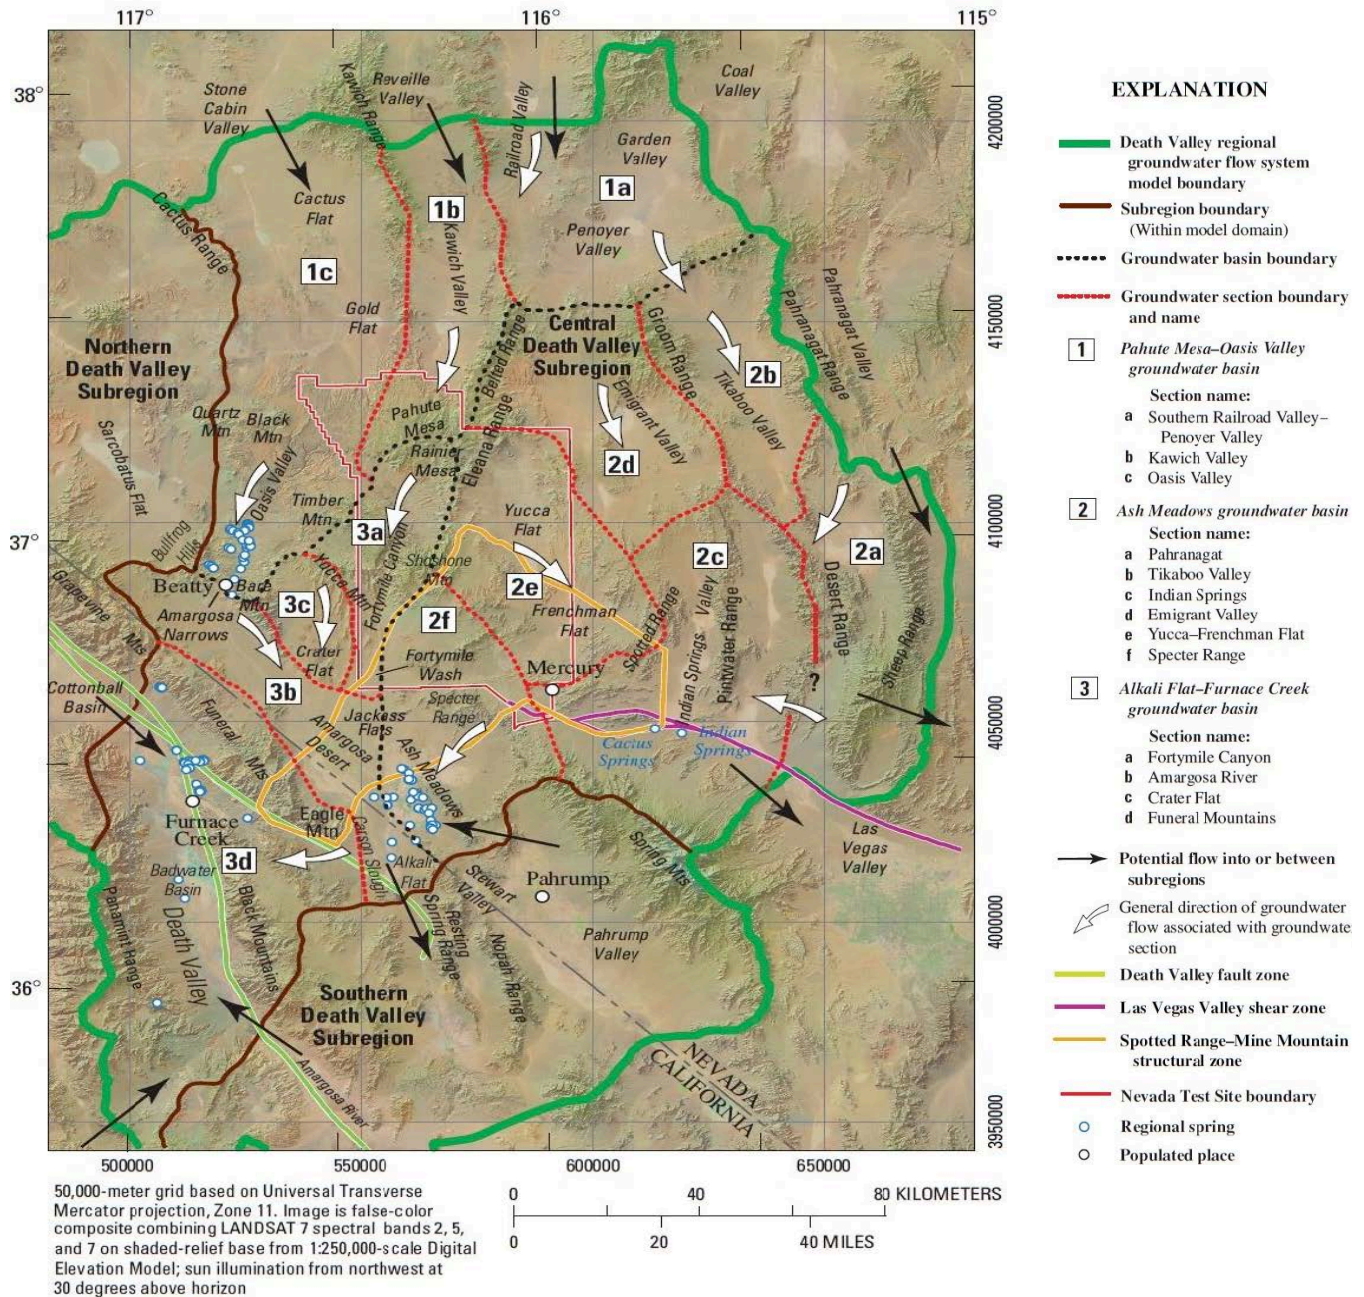 117°
116°
115°
38°
37°
36°
4200000
4150000
4100000
4050000
4000000
3950000
500000
550000
600000
650000
Stone
Cabin
Valley
Kawich Range
Reveille
Valley
Railroad Valley
Coal
Valley
Garden
Valley
1a
1b
Cactus
Flat
Cactus Range
Kawich Valley
Penoyer
Valley
1c
Gold
Flat
Pahranagat Valley
Pahranagat Range
Central
Death Valley
Subregion
Groom Range
Belted Range
Northern
Death Valley
Subregion
2b
Tikaboo Valley
Emigrant Valley
Quartz
Mtn
Black
Mtn
Pahute
Mesa
Rainier
Mesa
Eleana Range
Sarcobatus Flat
2d
Oasis Valley
Timber
Mtn
3a
Yucca
Flat
Bullfrog
Hills
Fortymile Canyon
Shoshone
Mtn
2c
2a
Beatty
Bare
Mtn
Yucca Mtn
3c
2e
2f
Frenchman
Flat
Grapevine
Mts
Amargosa
Narrows
Crater
Flat
Spotted Range
Indian Springs
Valley
Pintwater Range
Desert Range
Sheep Range
Fortymile
Wash
Mercury
?
Cottonball
Basin
3b
Funeral
Mts
Jackass
Flats
Specter
Range
Amargosa
Desert
Ash Meadows
Cactus
Springs
Indian
Springs
Furnace
Creek
Eagle
Mtn
Carson Slough
3d
Alkali
Flat
Stewart
Valley
Pahrump
Spring Mts
Las
Vegas
Valley
Badwater
Basin
Death Valley
Black Mountains
Panamint Range
Resting
Spring Range
Nopah Range
Pahrump
Valley
Southern
Death Valley
Subregion
Amargosa River
NEVADA
CALIFORNIA
EXPLANATION
Death Valley regional
groundwater flow system
model boundary
Subregion boundary
(Within model domain)
Groundwater basin boundary
Groundwater section boundary
and name
1 Pahute Mesa–Oasis Valley
groundwater basin
Section name:
a Southern Railroad Valley–
Penoyer Valley
b Kawich Valley
c Oasis Valley
2 Ash Meadows groundwater basin
Section name:
a Pahranagat
b Tikaboo Valley
c Indian Springs
d Emigrant Valley
e Yucca–Frenchman Flat
f Specter Range
3 Alkali Flat–Furnace Creek
groundwater basin
Section name:
a Fortymile Canyon
b Amargosa River
c Crater Flat
d Funeral Mountains
Potential flow into or between
subregions
General direction of groundwater
flow associated with groundwate
section
Death Valley fault zone
Las Vegas Valley shear zone
Spotted Range–Mine Mountain
structural zone
Nevada Test Site boundary
Regional spring
Populated place
50,000-meter grid based on Universal Transverse
Mercator projection, Zone 11. Image is false-color
composite combining LANDSAT 7 spectral bands 2, 5,
and 7 on shaded-relief base from 1:250,000-scale Digital
Elevation Model; sun illumination from northwest at
30 degrees above horizon
0 40 80 KILOMETERS
0 20 40 MILES